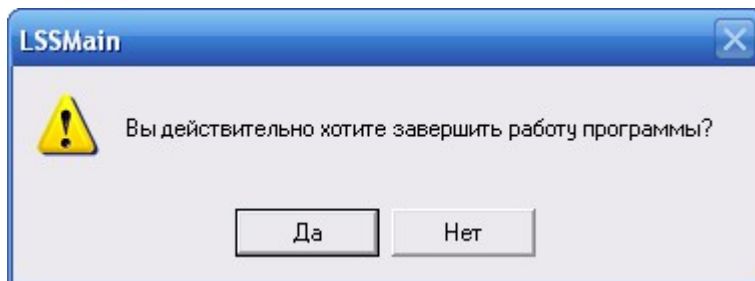 LSSMain
Вы действительно хотите завершить работу программы?
Да
Нет